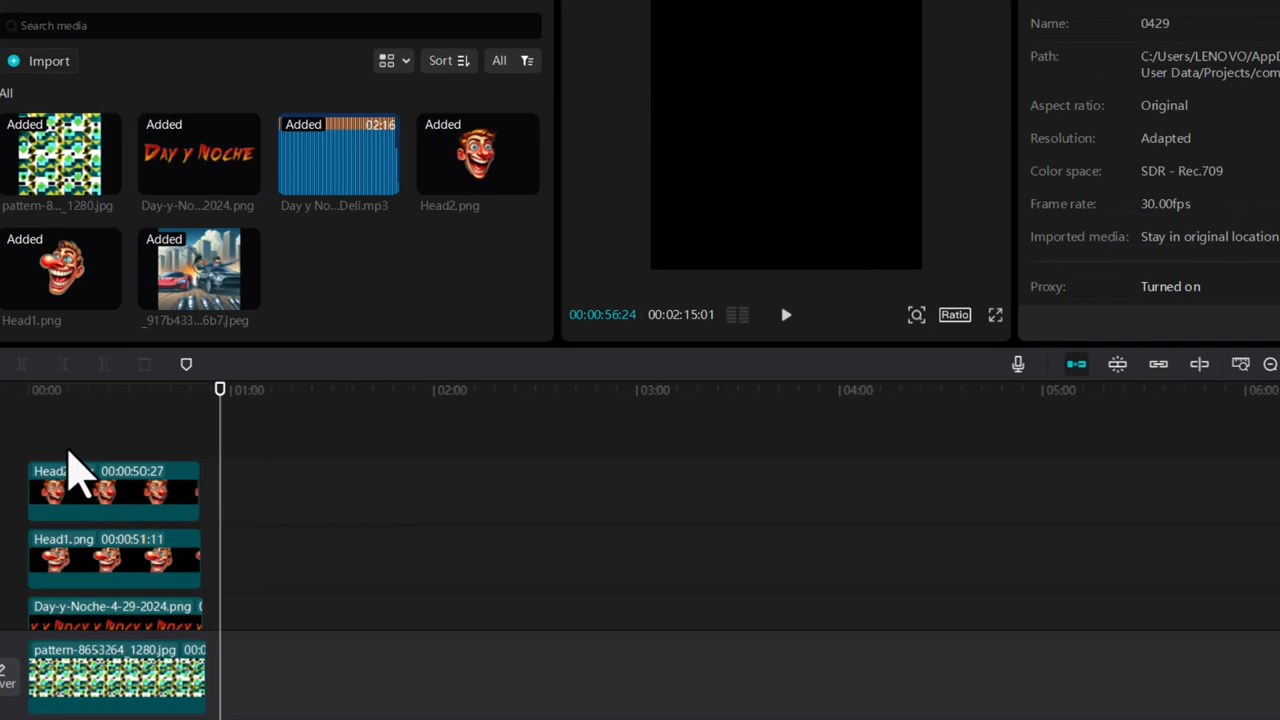 Search media
Import
Sort
All
All
Added
Added
Added
02:16
Added
DAY Y NOCHE
pattern-8..._1280.jpg
Day-y-No...2024.png
Day y No...Deli.mp3
Head2.png
Added
Added
Head1.png
_917b433...6b7.jpeg
00:00:56:24
00:02:15:01
Ratio
Name:
0429
Path:
C:/Users/LENOVO/AppD
User Data/Projects/com
Aspect ratio:
Original
Resolution:
Adapted
Color space:
SDR - Rec.709
Frame rate:
30.00fps
Imported media:
Stay in original location
Proxy:
Turned on
00:00
01:00
02:00
03:00
04:00
05:00
06:00
Head
00:00:50:27
Head1.png
00:00:51:11
Day-y-Noche-4-29-2024.png
pattern-8653264_1280.jpg
00:0
ver